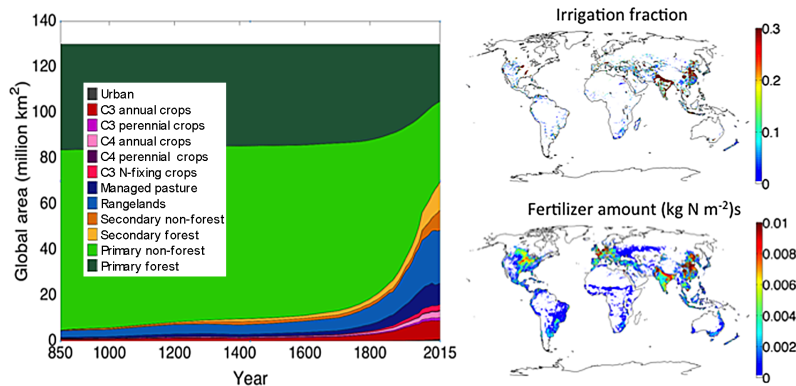 140
120
100
80
60
40
20
0
Global area (million km²)
Urban
C3 annual crops
C3 perennial crops
C4 annual crops
C4 perennial crops
C3 N-fixing crops
Managed pasture
Rangelands
Secondary non-forest
Secondary forest
Primary non-forest
Primary forest
850 1000 1200 1400 1600 1800 2015
Year
Irrigation fraction
0.3
0.2
0.1
0
Fertilizer amount (kg N m⁻²)s
0.01
0.008
0.006
0.004
0.002
0